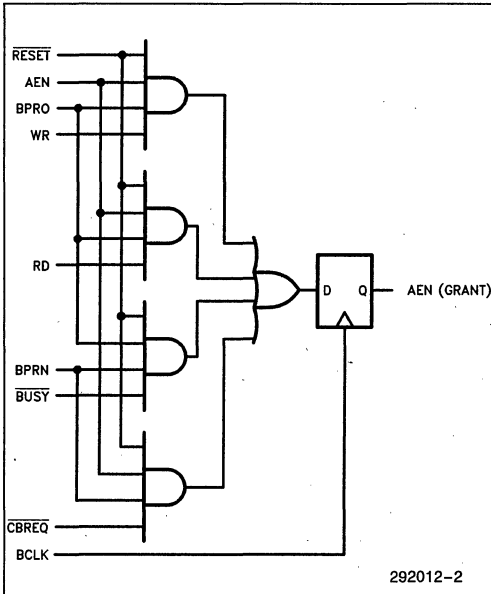 RESET
AEN
BPRO
WR
RD
BPRN
BUSY
CBREQ
BCLK
D Q
AEN (GRANT)
292012-2